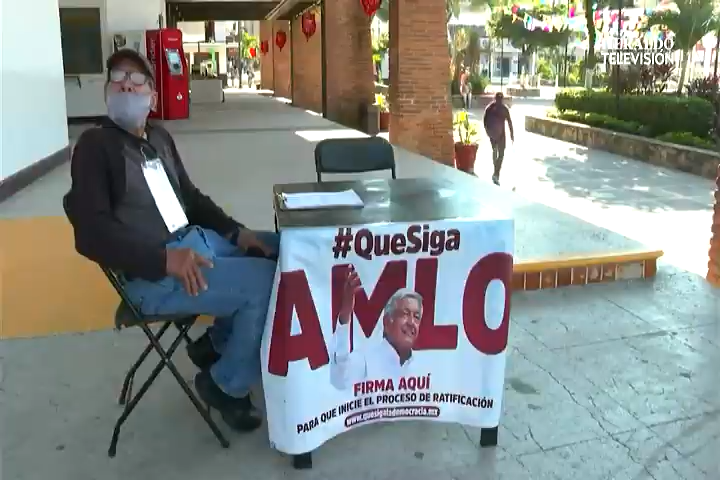 HERALDO
TELEVISIÓN
#QueSiga
AMLO
FIRMA AQUÍ
PARA QUE INICIE EL PROCESO DE RATIFICACIÓN
www.quesigalademocracia.mx